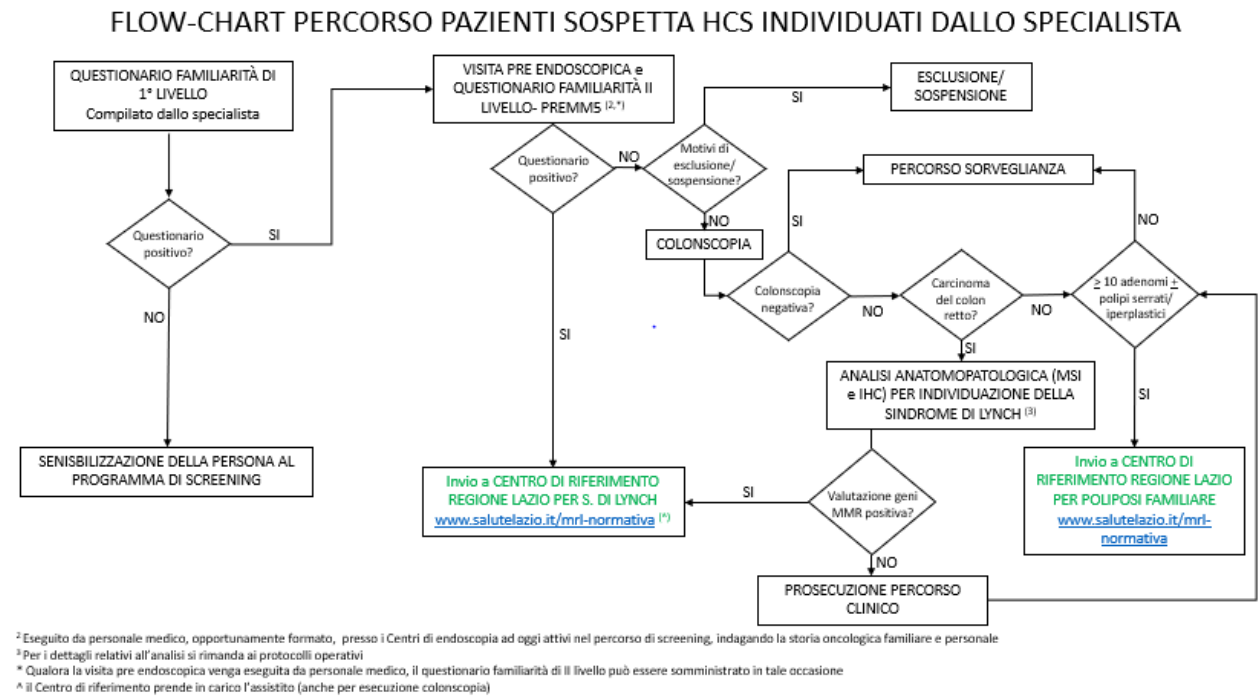 FLOW-CHART PERCORSO PAZIENTI SOSPETTA HCS INDIVIDUATI DALLO SPECIALISTA
QUESTIONARIO FAMILIARITÀ DI
1° LIVELLO
Compilato dallo specialista
VISITA PRE ENDOSCOPICA e
QUESTIONARIO FAMILIARITÀ II
LIVELLO- PREMM5 (2,*)
SI
ESCLUSIONE/
SOSPENSIONE
Questionario
positivo?
NO
Motivi di
esclusione/
sospensione?
PERCORSO SORVEGLIANZA
Questionario
positivo?
SI
NO
COLONSCOPIA
SI
NO
Colonscopia
negativa?
NO
Carcinoma
del colon
retto?
NO
≥ 10 adenomi ±
polipi serrati/
iperplastici
NO
SI
SI
ANALISI ANATOMOPATOLOGICA (MSI
e IHC) PER INDIVIDUAZIONE DELLA
SINDROME DI LYNCH (3)
SI
SENISBILIZZAZIONE DELLA PERSONA AL
PROGRAMMA DI SCREENING
Invio a CENTRO DI RIFERIMENTO
REGIONE LAZIO PER S. DI LYNCH
www.salutelazio.it/mrl-normativa (^)
SI
Valutazione geni
MMR positiva?
Invio a CENTRO DI
RIFERIMENTO REGIONE LAZIO
PER POLIPOSI FAMILIARE
www.salutelazio.it/mrl-
normativa
NO
PROSECUZIONE PERCORSO
CLINICO
2 Eseguito da personale medico, opportunamente formato, presso i Centri di endoscopia ad oggi attivi nel percorso di screening, indagando la storia oncologica familiare e personale
3 Per i dettagli relativi all'analisi si rimanda ai protocolli operativi
* Qualora la visita pre endoscopica venga eseguita da personale medico, il questionario familiarità di II livello può essere somministrato in tale occasione
^ il Centro di riferimento prende in carico l'assistito (anche per esecuzione colonscopia)